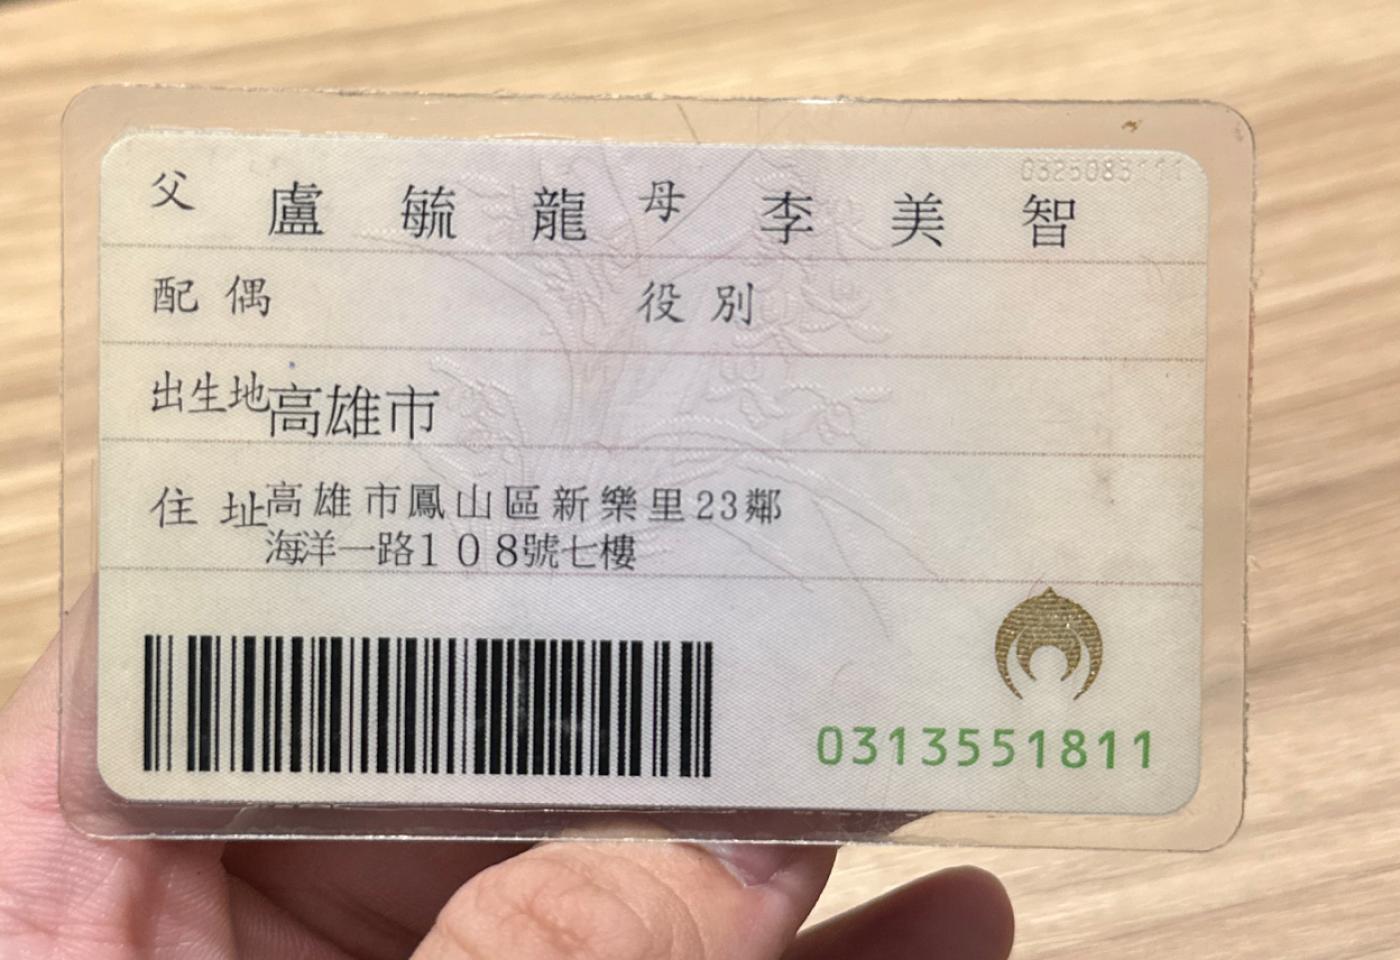 0325083111
父 盧毓龍 母 李美智
配偶 役別
出生地 高雄市
住址 高雄市鳳山區新樂里23鄰
海洋一路108號七樓
0313551811